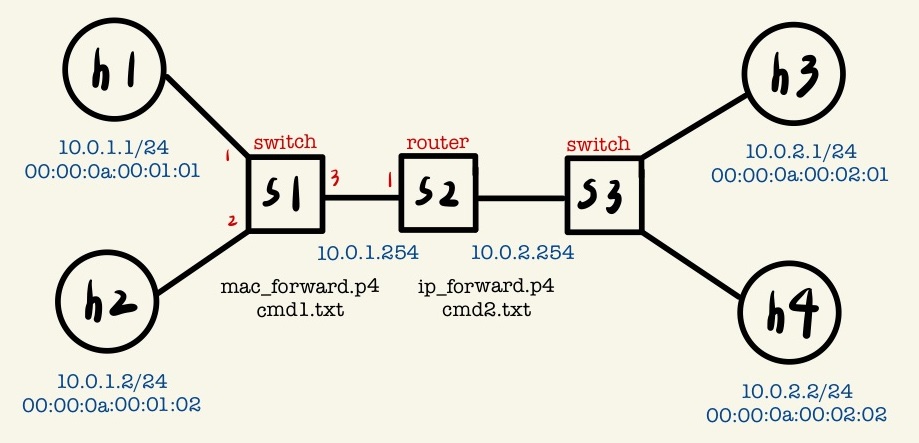 h1
10.0.1.1/24
00:00:0a:00:01:01
h2
10.0.1.2/24
00:00:0a:00:01:02
1
switch
S1
2
3
10.0.1.254
mac_forward.p4
cmd1.txt
router
1
S2
10.0.2.254
ip_forward.p4
cmd2.txt
switch
S3
h3
10.0.2.1/24
00:00:0a:00:02:01
h4
10.0.2.2/24
00:00:0a:00:02:02